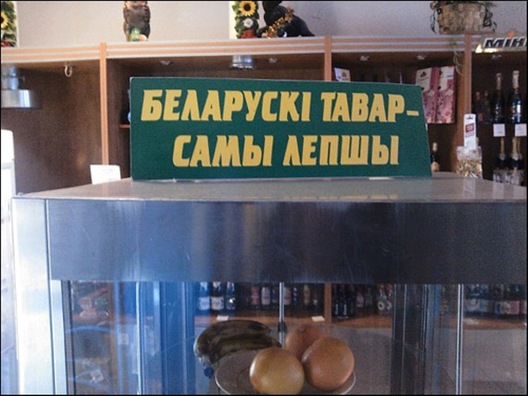 БЕЛАРУСКІ ТАВАР-
САМЫ ЛЕПШЫ